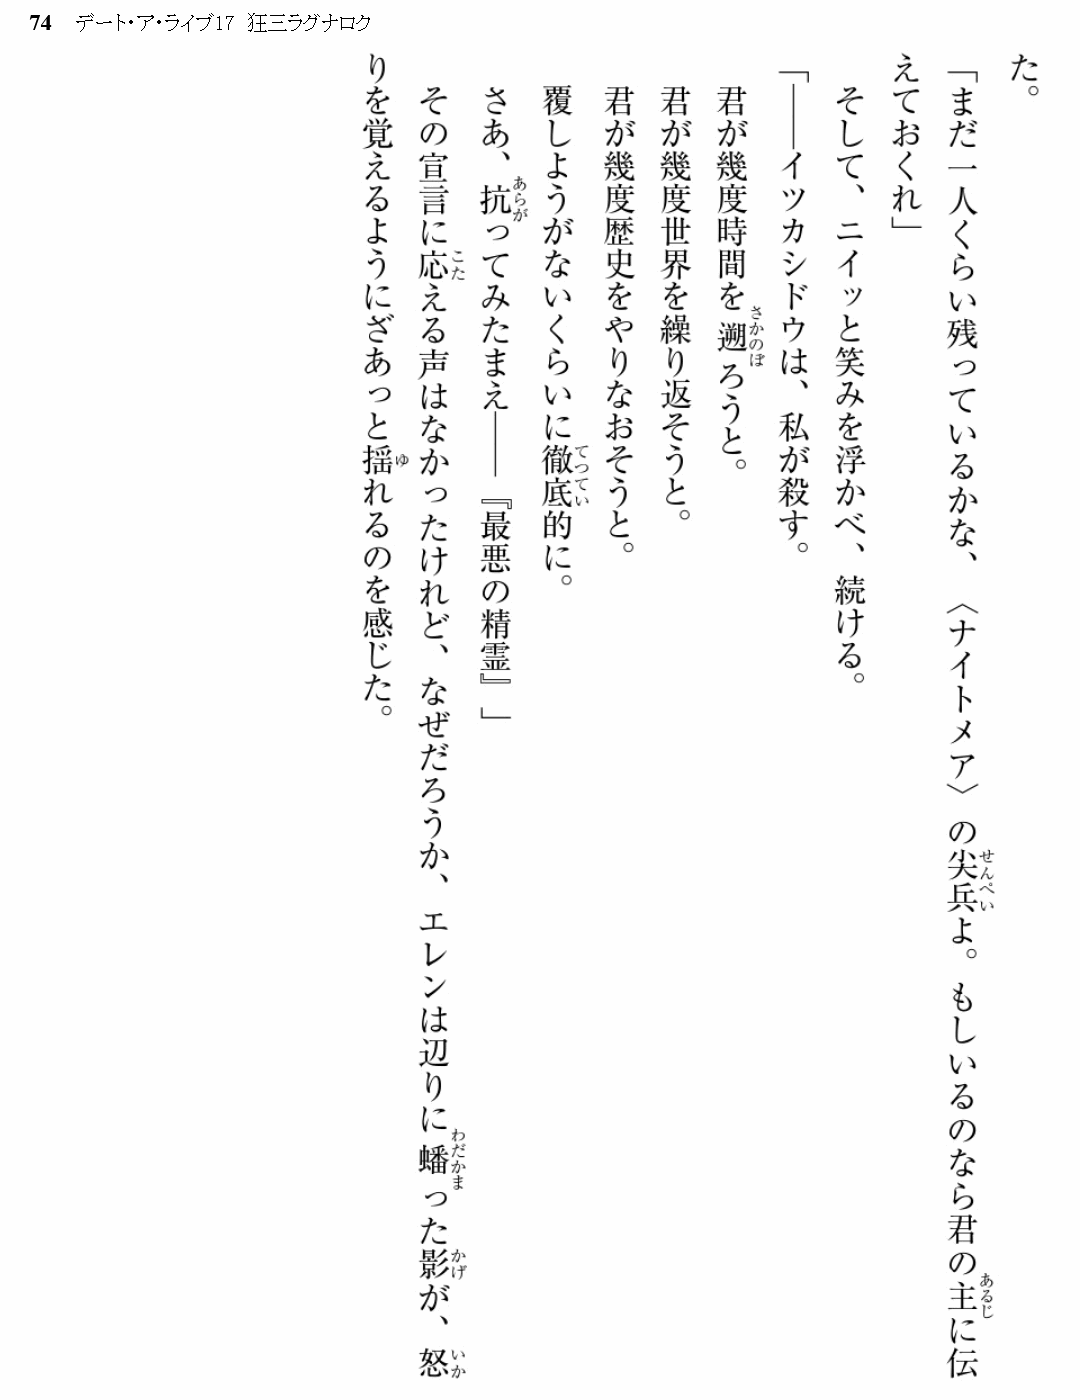 74 デート・ア・ライブ17 狂三ラグナロク
た。
「まだ一人くらい残っているかな、〈ナイトメア〉の尖兵よ。もしいるのなら君の主に伝
えておくれ」
そして、ニイッと笑みを浮かべ、続ける。
「――イツカシドウは、私が殺す。
君が幾度時間を遡ろうと。
君が幾度世界を繰り返そうと。
君が幾度歴史をやりなおそうと。
覆しようがないくらいに徹底的に。
さあ、抗ってみたまえ――『最悪の精霊』」
その宣言に応える声はなかったけれど、なぜだろうか、エレンは辺りに蟠った影が、怒
りを覚えるようにざあっと揺れるのを感じた。